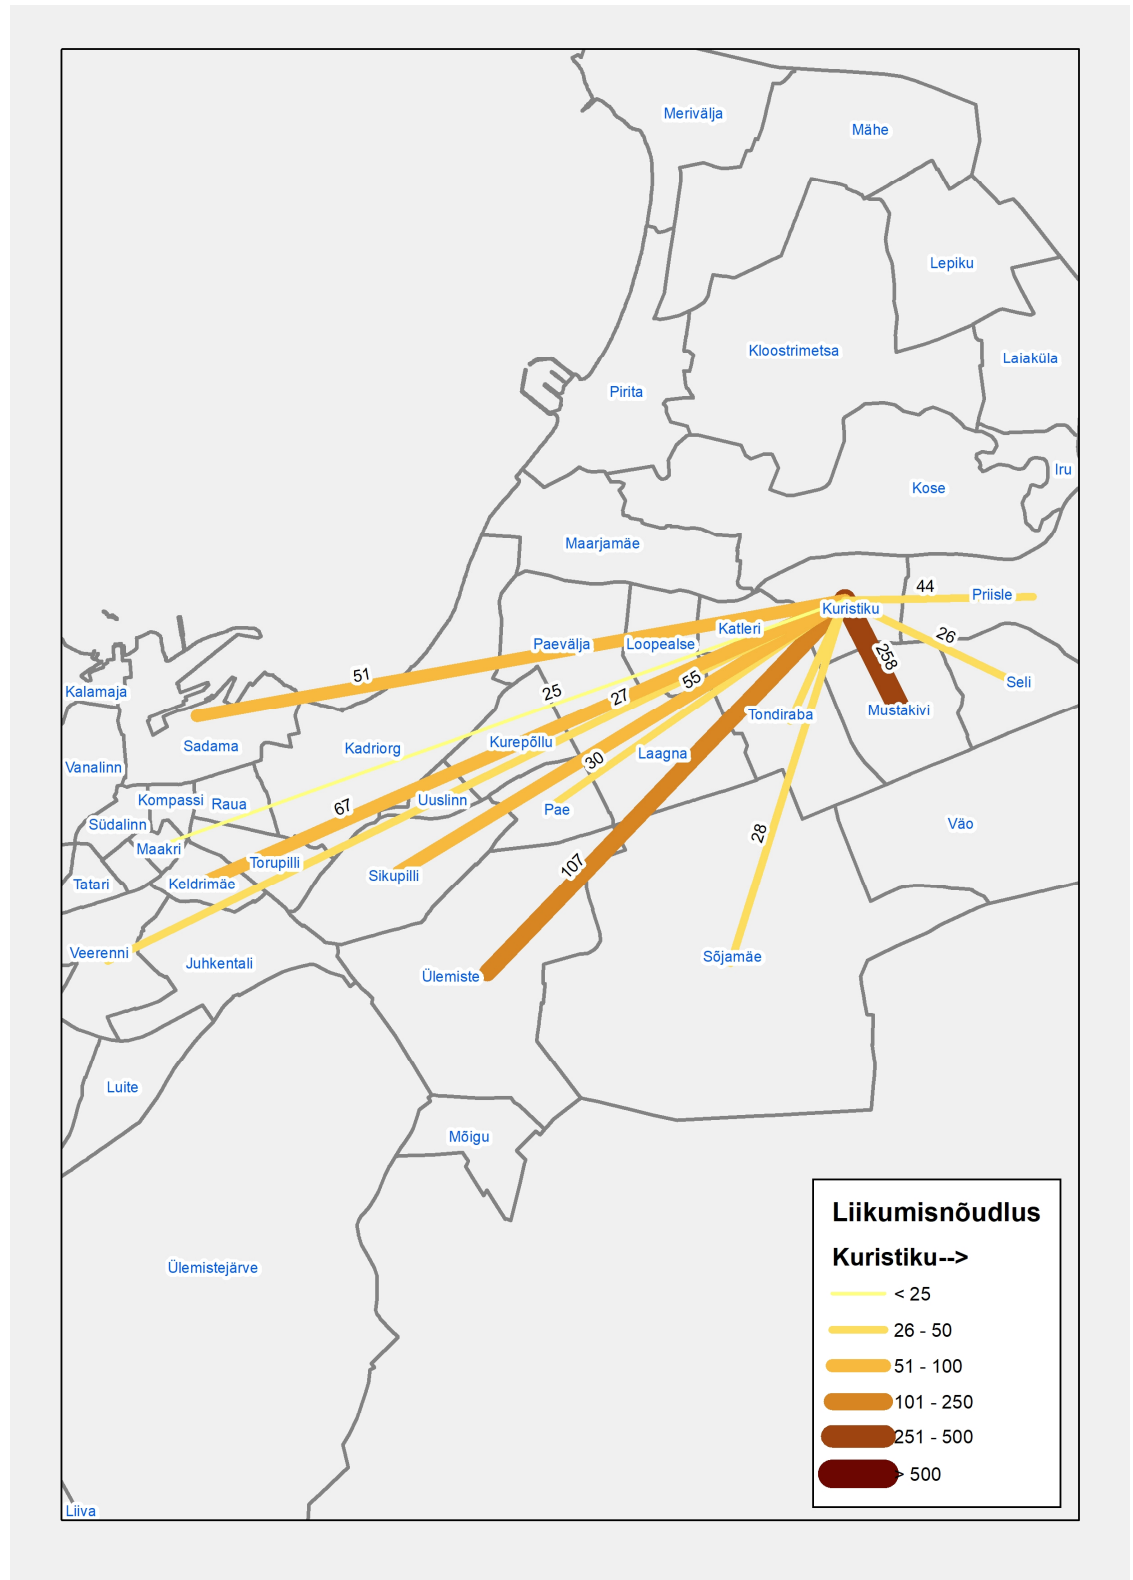 Merivälja
Mähe
Lepiku
Kloostrimetsa
Laiaküla
Pirita
Iru
Kose
Maarjamäe
44
Priisle
Kuristiku
26
Katleri
Paevälja
Loopealse
258
51
55
Seli
Kalamaja
25
27
Mustakivi
Tondiraba
Sadama
Kadriorg
Kurepõllu
Laagna
30
Vanalinn
Kompassi
Raua
67
Uuslinn
Pae
Südalinn
Väo
28
Maakri
Torupilli
107
Tatari
Keldrimäe
Sikupilli
Veerenni
Juhkentali
Sõjamäe
Ülemiste
Luite
Mõigu
Ülemistejärve
Liiva
Liikumisnõudlus
Kuristiku-->
< 25
26 - 50
51 - 100
101 - 250
251 - 500
> 500